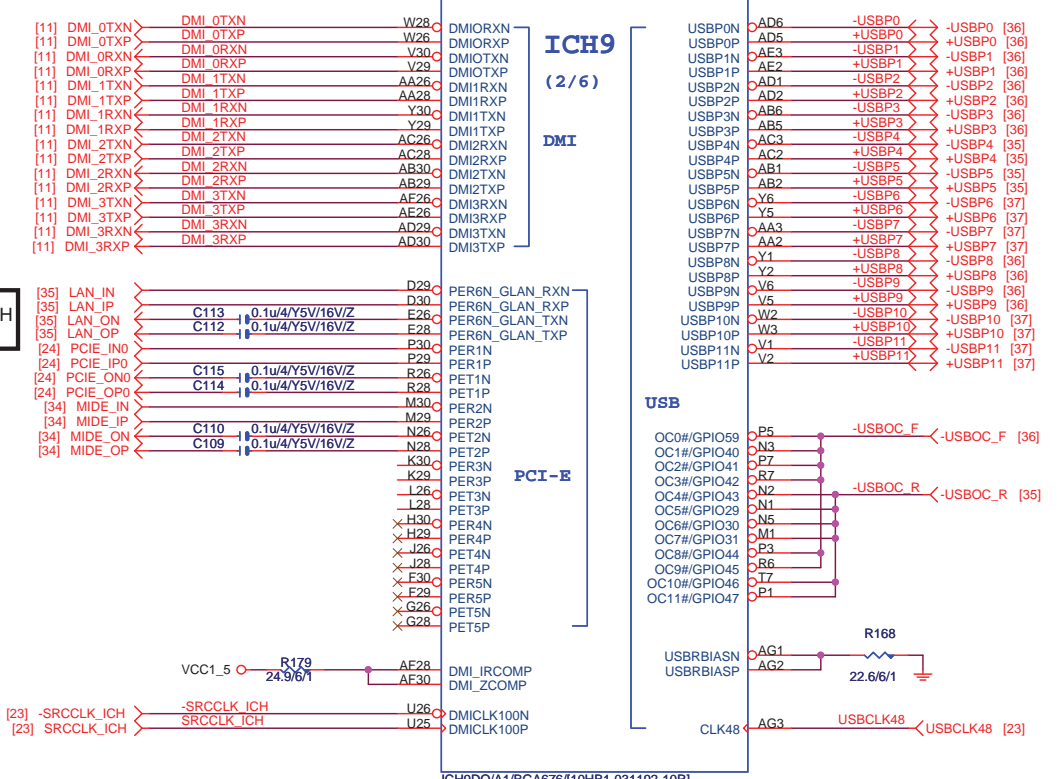 ICH9
(2/6)
DMI
[11] DMI_0TXN DMI_0TXN W28 DMIORXN
[11] DMI_0TXP DMI_0TXP W26 DMIORXP
[11] DMI_0RXN DMI_0RXN V30 DMIOTXN
[11] DMI_0RXP DMI_0RXP V29 DMIOTXP
[11] DMI_1TXN DMI_1TXN AA26 DMI1RXN
[11] DMI_1TXP DMI_1TXP AA28 DMI1RXP
[11] DMI_1RXN DMI_1RXN Y30 DMI1TXN
[11] DMI_1RXP DMI_1RXP Y29 DMI1TXP
[11] DMI_2TXN DMI_2TXN AC26 DMI2RXN
[11] DMI_2TXP DMI_2TXP AC28 DMI2RXP
[11] DMI_2RXN DMI_2RXN AB30 DMI2TXN
[11] DMI_2RXP DMI_2RXP AB29 DMI2TXP
[11] DMI_3TXN DMI_3TXN AF26 DMI3RXN
[11] DMI_3TXP DMI_3TXP AE26 DMI3RXP
[11] DMI_3RXN DMI_3RXN AD29 DMI3TXN
[11] DMI_3RXP DMI_3RXP AD30 DMI3TXP
H
[35] LAN_IN D29 PER6N_GLAN_RXN
[35] LAN_IP D30 PER6N_GLAN_RXP
[35] LAN_ON C113 0.1u/4/Y5V/16V/Z E26 PER6N_GLAN_TXN
[35] LAN_OP C112 0.1u/4/Y5V/16V/Z E28 PER6N_GLAN_TXP
[24] PCIE_IN0 P30 PER1N
[24] PCIE_IP0 P29 PER1P
[24] PCIE_ON0 C115 0.1u/4/Y5V/16V/Z R26 PET1N
[24] PCIE_OP0 C114 0.1u/4/Y5V/16V/Z R28 PET1P
[34] MIDE_IN M30 PER2N
[34] MIDE_IP M29 PER2P
[34] MIDE_ON C110 0.1u/4/Y5V/16V/Z N26 PET2N
[34] MIDE_OP C109 0.1u/4/Y5V/16V/Z N28 PET2P
K30 PER3N
K29 PER3P
L26 PET3N
L28 PET3P
H30 PER4N
H29 PER4P
J26 PET4N
J28 PET4P
F30 PER5N
F29 PER5P
G26 PET5N
G28 PET5P
PCI-E
VCC1_5 R179 24.9/6/1 AF28 DMI_IRCOMP
AF30 DMI_ZCOMP
[23] -SRCCLK_ICH -SRCCLK_ICH U26 DMICLK100N
[23] SRCCLK_ICH SRCCLK_ICH U25 DMICLK100P
USBP0N AD6 -USBP0 -USBP0 [36]
USBP0P AD5 +USBP0 +USBP0 [36]
USBP1N AE3 -USBP1 -USBP1 [36]
USBP1P AE2 +USBP1 +USBP1 [36]
USBP2N AD1 -USBP2 -USBP2 [36]
USBP2P AD2 +USBP2 +USBP2 [36]
USBP3N AB6 -USBP3 -USBP3 [36]
USBP3P AB5 +USBP3 +USBP3 [36]
USBP4N AC3 -USBP4 -USBP4 [35]
USBP4P AC2 +USBP4 +USBP4 [35]
USBP5N AB1 -USBP5 -USBP5 [35]
USBP5P AB2 +USBP5 +USBP5 [35]
USBP6N Y6 -USBP6 -USBP6 [37]
USBP6P Y5 +USBP6 +USBP6 [37]
USBP7N AA3 -USBP7 -USBP7 [37]
USBP7P AA2 +USBP7 +USBP7 [37]
USBP8N Y1 -USBP8 -USBP8 [36]
USBP8P Y2 +USBP8 +USBP8 [36]
USBP9N V6 -USBP9 -USBP9 [36]
USBP9P V5 +USBP9 +USBP9 [36]
USBP10N W2 -USBP10 -USBP10 [37]
USBP10P W3 +USBP10 +USBP10 [37]
USBP11N V1 -USBP11 -USBP11 [37]
USBP11P V2 +USBP11 +USBP11 [37]
USB
OC0#/GPIO59 P5 -USBOC_F -USBOC_F [36]
OC1#/GPIO40 N3
OC2#/GPIO41 P7
OC3#/GPIO42 R7
OC4#/GPIO43 N2 -USBOC_R -USBOC_R [35]
OC5#/GPIO29 N1
OC6#/GPIO30 N5
OC7#/GPIO31 M1
OC8#/GPIO44 P3
OC9#/GPIO45 R6
OC10#/GPIO46 T7
OC11#/GPIO47 P1
USBRBIASN AG1 R168
USBRBIASP AG2 22.6/6/1
CLK48 AG3 USBCLK48 USBCLK48 [23]
ICH9DO/A1/BGA676/[10HB1-031192-10R]